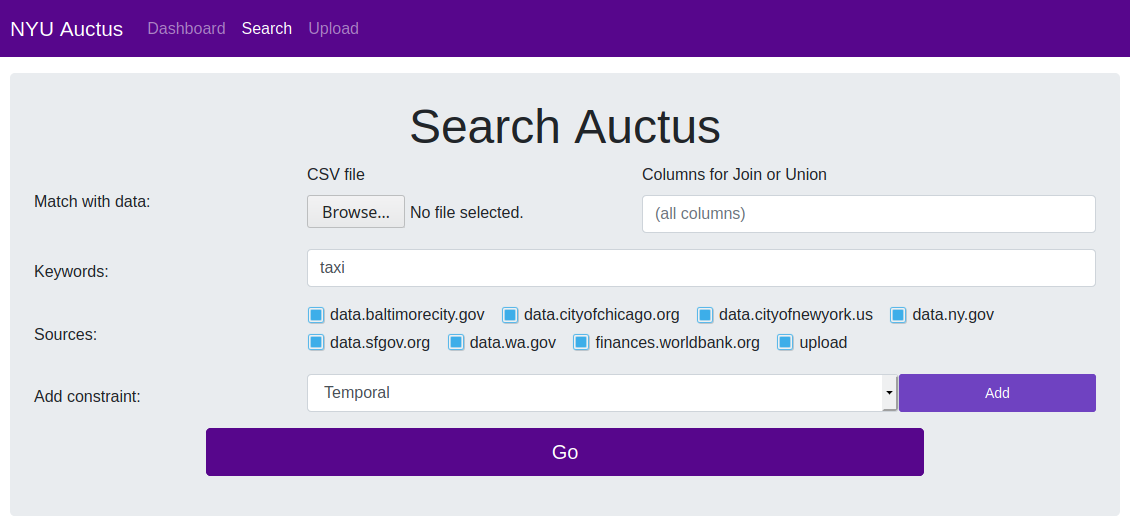 NYU Auctus Dashboard Search Upload
Search Auctus
CSV file Columns for Join or Union
Match with data:
Browse... No file selected. (all columns)
Keywords: taxi
Sources: data.baltimorecity.gov data.cityofchicago.org data.cityofnewyork.us data.ny.gov
data.sfgov.org data.wa.gov finances.worldbank.org upload
Add constraint: Temporal Add
Go